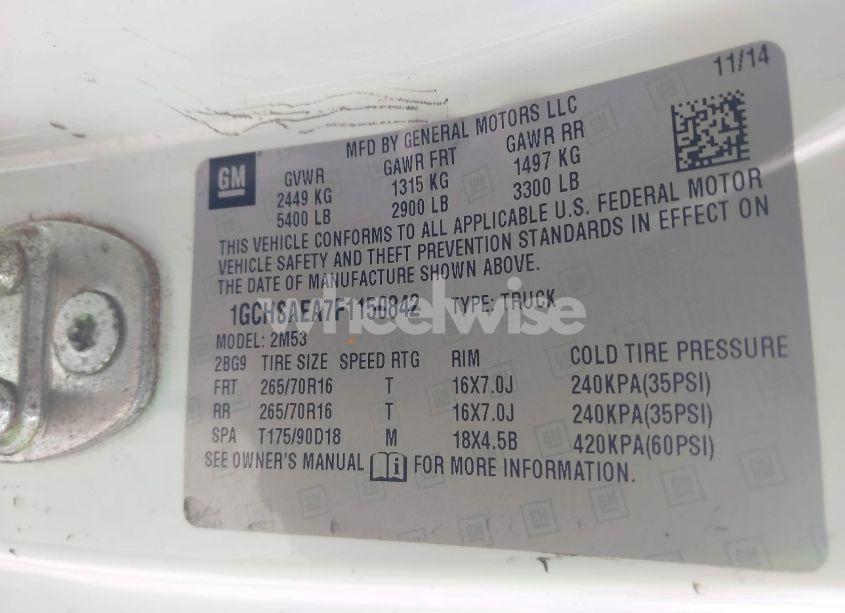 11/14
GM
MFD BY GENERAL MOTORS LLC
GVWR GAWR FRT GAWR RR
2449 KG 1315 KG 1497 KG
5400 LB 2900 LB 3300 LB
THIS VEHICLE CONFORMS TO ALL APPLICABLE U.S. FEDERAL MOTOR
VEHICLE SAFETY AND THEFT PREVENTION STANDARDS IN EFFECT ON
THE DATE OF MANUFACTURE SHOWN ABOVE.
1GCHSAEA7F1150842 TYPE: TRUCK
wheelwise
MODEL: 2M53
2BG9 TIRE SIZE SPEED RTG RIM COLD TIRE PRESSURE
FRT 265/70R16 T 16X7.0J 240KPA(35PSI)
RR 265/70R16 T 16X7.0J 240KPA(35PSI)
SPA T175/90D18 M 18X4.5B 420KPA(60PSI)
SEE OWNER'S MANUAL FOR MORE INFORMATION.